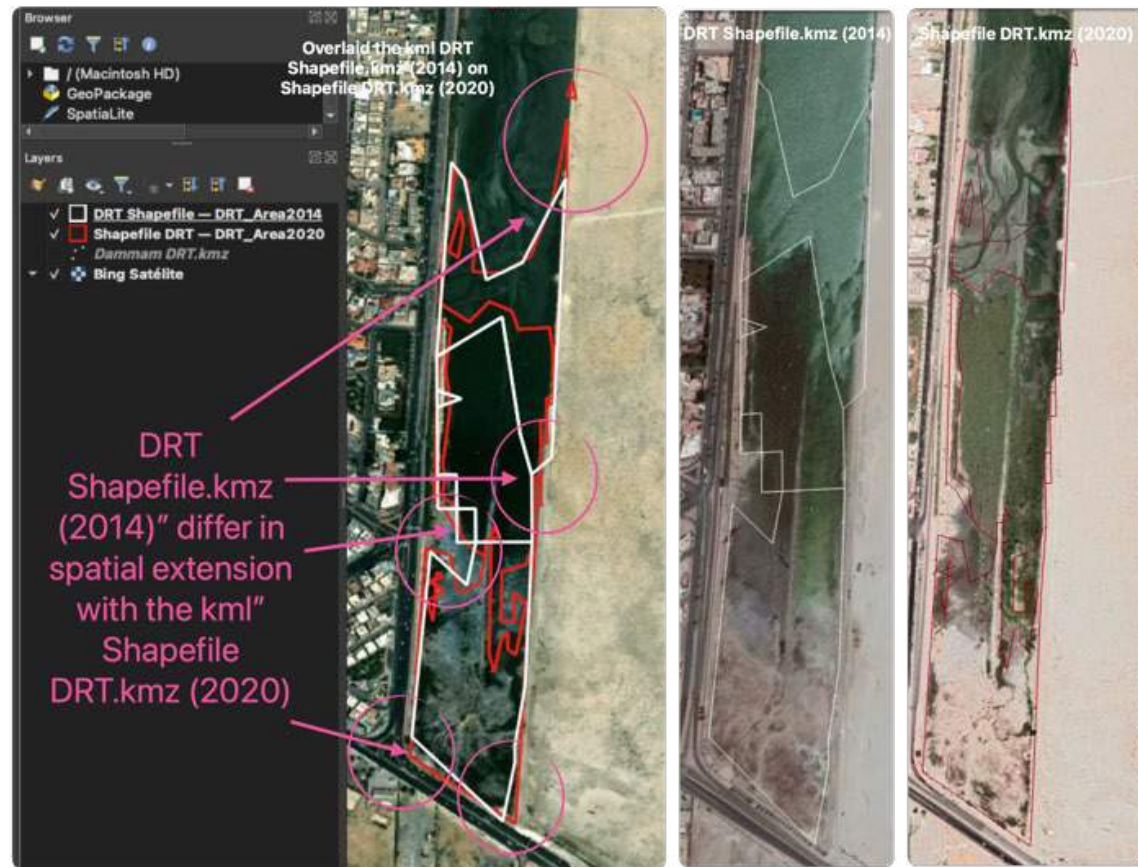 Browser
/ (Macintosh HD)
GeoPackage
SpatiaLite
Layers
DRT Shapefile — DRT_Area2014
Shapefile DRT — DRT_Area2020
Dammam DRT.kmz
Bing Satélite
Overlaid the kml DRT
Shapefile.kmz (2014) on
Shapefile DRT.kmz (2020)
DRT
Shapefile.kmz
(2014)” differ in
spatial extension
with the kml”
Shapefile
DRT.kmz (2020)
DRT Shapefile.kmz (2014)
Shapefile DRT.kmz (2020)